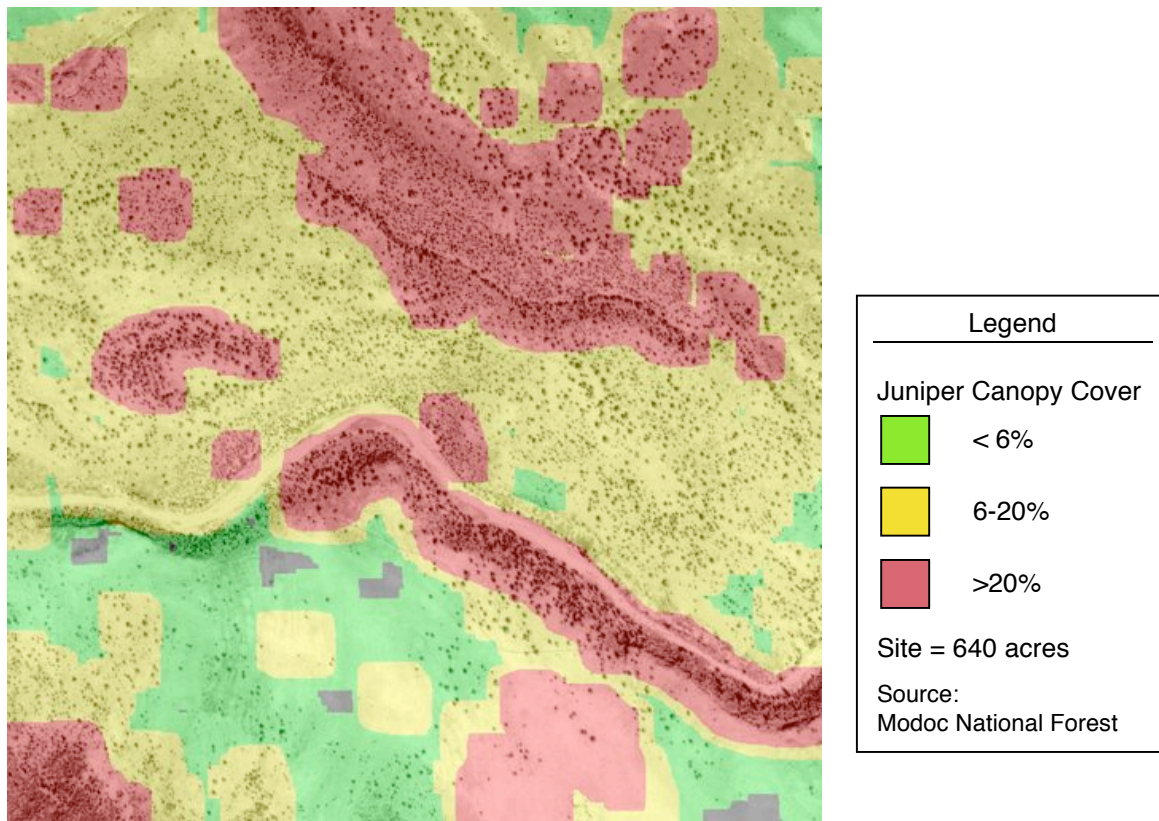 Legend
Juniper Canopy Cover
< 6%
6-20%
>20%
Site = 640 acres
Source:
Modoc National Forest